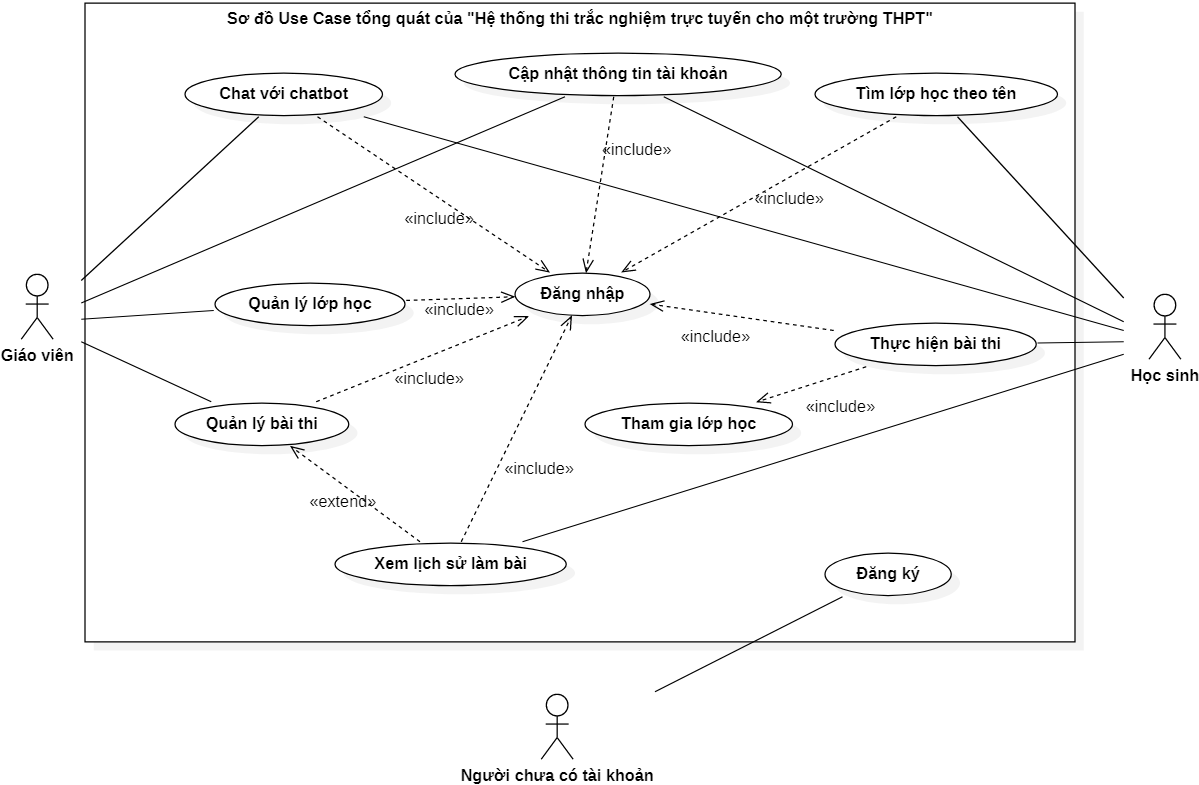 Sơ đồ Use Case tổng quát của "Hệ thống thi trắc nghiệm trực tuyến cho một trường THPT"
Cập nhật thông tin tài khoản
Chat với chatbot
Tìm lớp học theo tên
«include»
«include»
«include»
Đăng nhập
Quản lý lớp học
«include»
«include»
Thực hiện bài thi
Giáo viên
Học sinh
«include»
«include»
Quản lý bài thi
Tham gia lớp học
«include»
«extend»
Xem lịch sử làm bài
Đăng ký
Người chưa có tài khoản